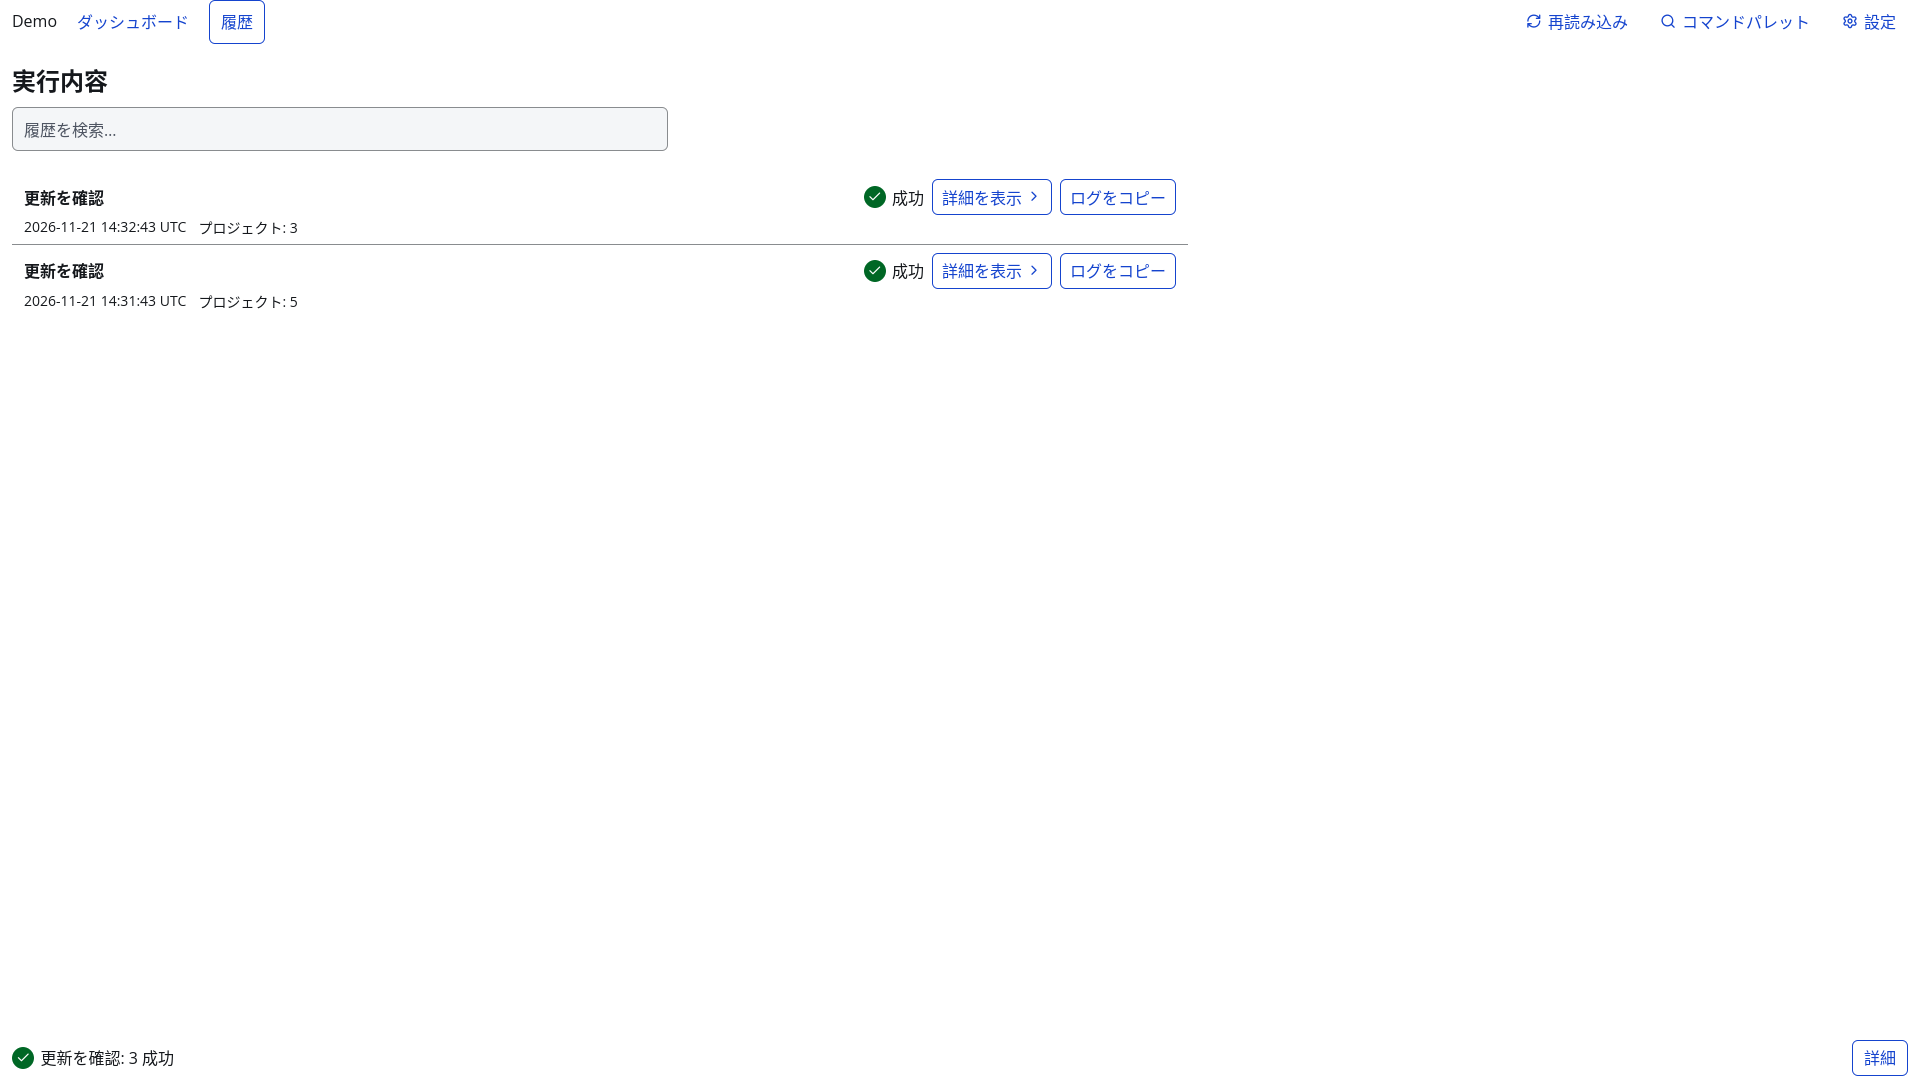 Demo ダッシュボード 履歴 再読み込み コマンドパレット 設定
実行内容
履歴を検索...
更新を確認 成功 詳細を表示 ログをコピー
2026-11-21 14:32:43 UTC プロジェクト: 3
更新を確認 成功 詳細を表示 ログをコピー
2026-11-21 14:31:43 UTC プロジェクト: 5
更新を確認: 3 成功 詳細